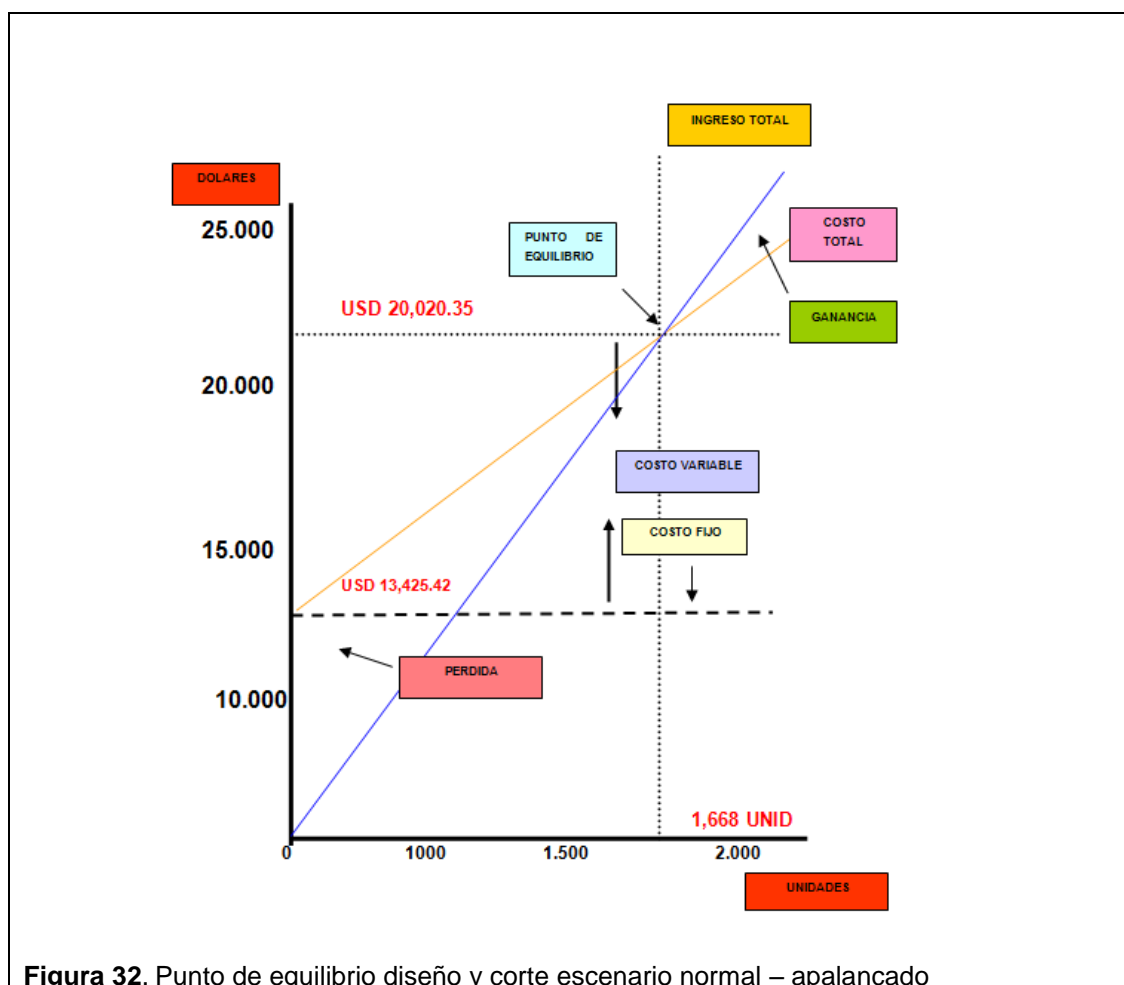 INGRESO TOTAL
DOLARES
COSTO
TOTAL
25.000
PUNTO DE
EQUILIBRIO
USD 20,020.35
GANANCIA
20.000
COSTO VARIABLE
COSTO FIJO
15.000
USD 13,425.42
PERDIDA
10.000
1,668 UNID
0 1000 1.500 2.000
UNIDADES
Figura 32. Punto de equilibrio diseño y corte escenario normal – apalancado